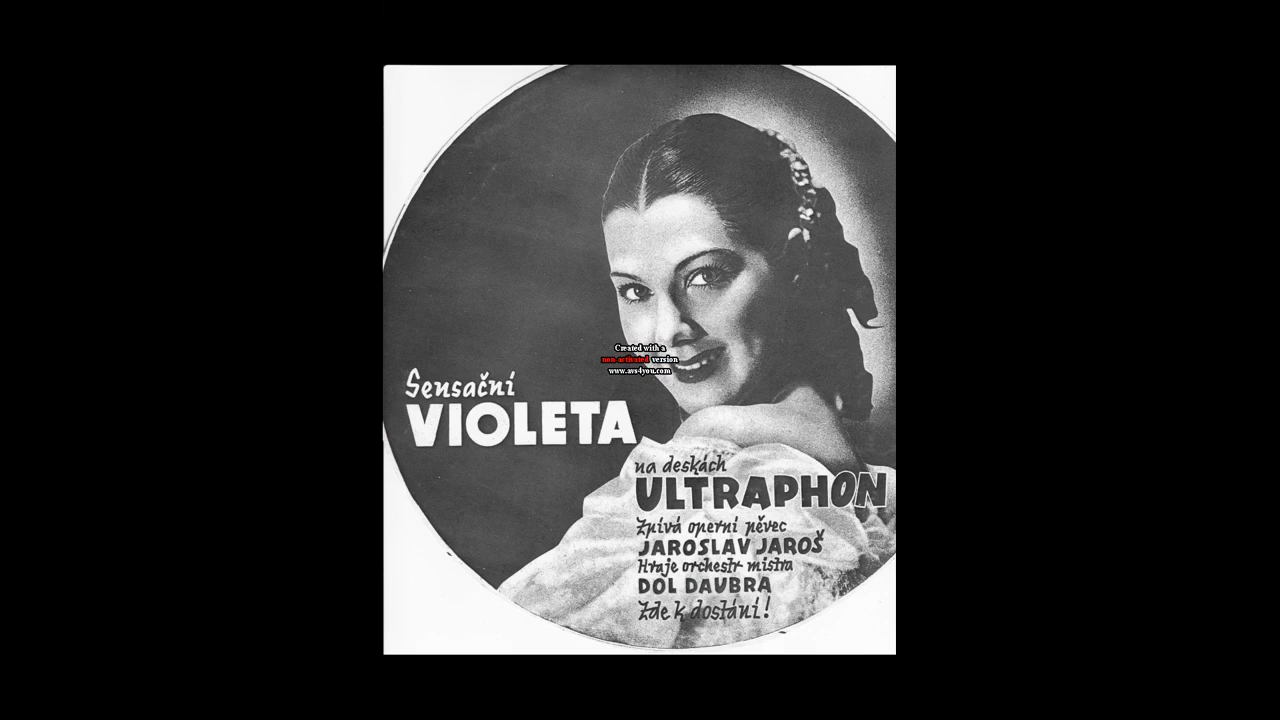 Created with a
non-activated version
www.avs4you.com
Sensační
VIOLETA
na deskách
ULTRAPHON
Zpívá operní pěvec
JAROSLAV JAROŠ
Hraje orchestr mistra
DOL DAUBRA
Zde k dostání!